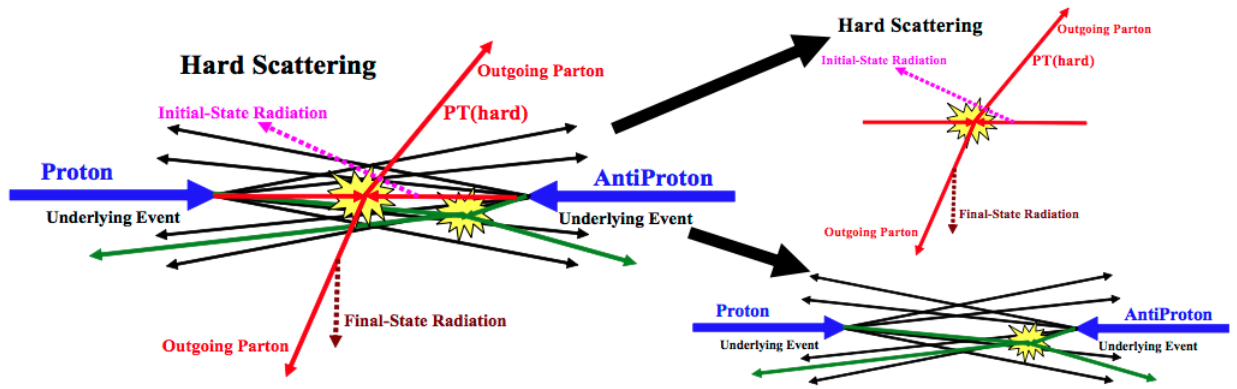 Hard Scattering
Outgoing Parton
Initial-State Radiation
PT(hard)
Proton
AntiProton
Underlying Event
Underlying Event
Final-State Radiation
Outgoing Parton
Hard Scattering
Outgoing Parton
Initial-State Radiation
PT(hard)
Outgoing Parton
Final-State Radiation
Proton
AntiProton
Underlying Event
Underlying Event